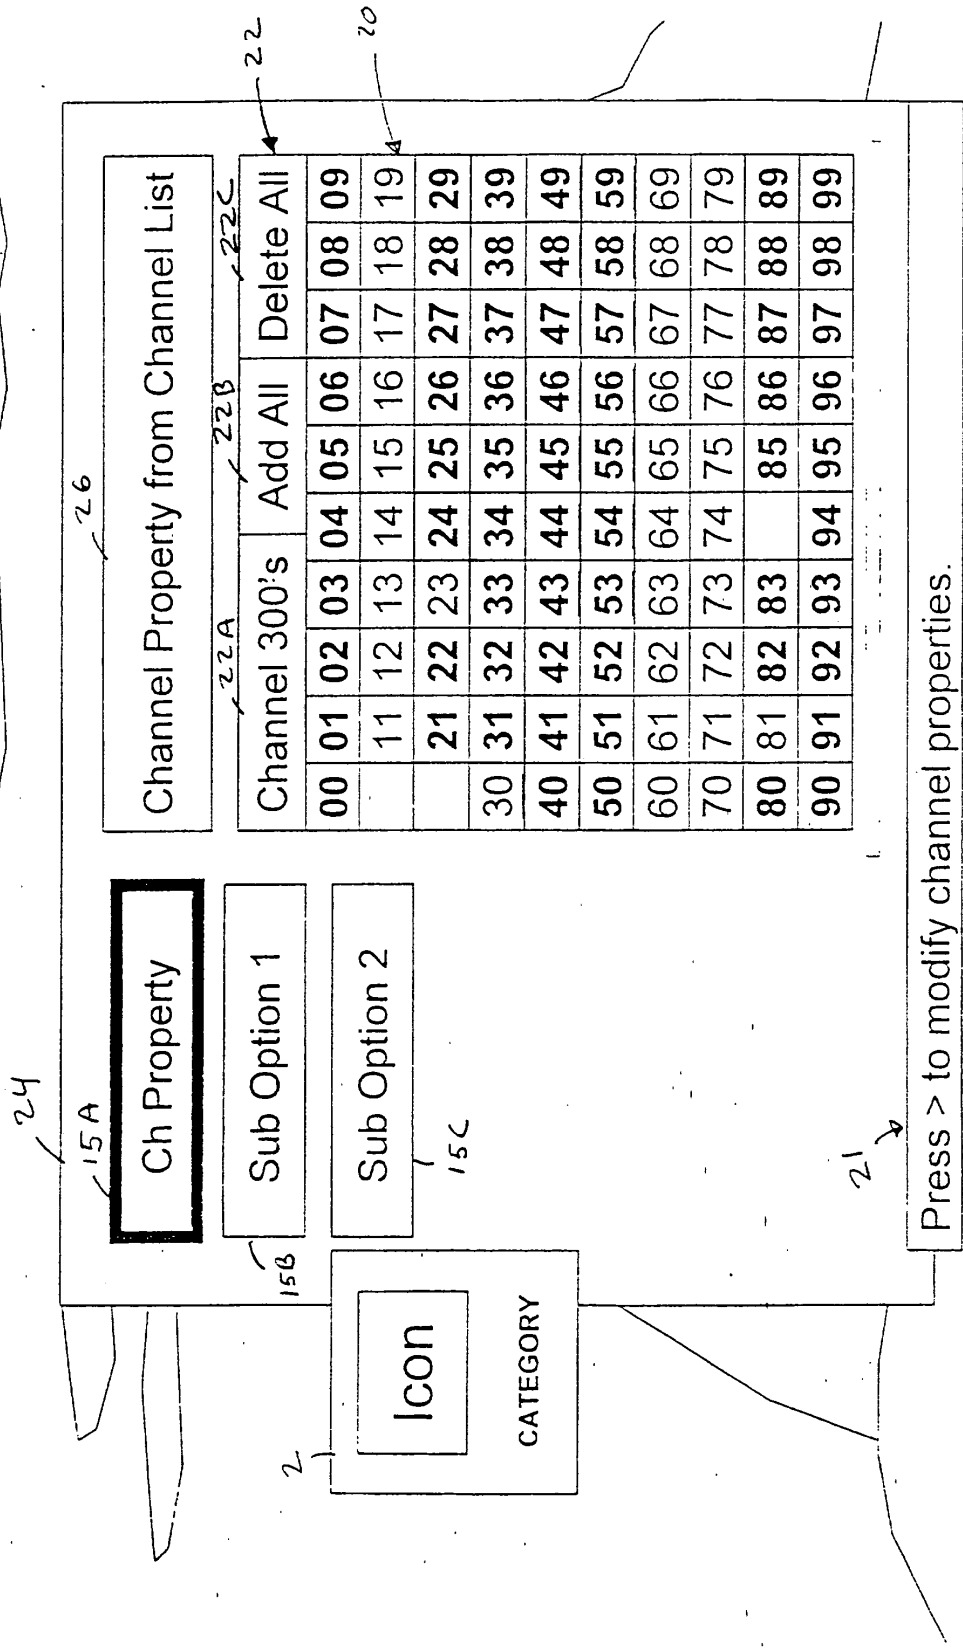 24
15A
Ch Property
15B
Sub Option 1
Sub Option 2
15C
2
Icon
CATEGORY
26
Channel Property from Channel List
22A 22B 22C
22
Channel 300's Add All Delete All
20
00 01 02 03 04 05 06 07 08 09
11 12 13 14 15 16 17 18 19
21 22 23 24 25 26 27 28 29
30 31 32 33 34 35 36 37 38 39
40 41 42 43 44 45 46 47 48 49
50 51 52 53 54 55 56 57 58 59
60 61 62 63 64 65 66 67 68 69
70 71 72 73 74 75 76 77 78 79
80 81 82 83 85 86 87 88 89
90 91 92 93 94 95 96 97 98 99
21
Press > to modify channel properties.